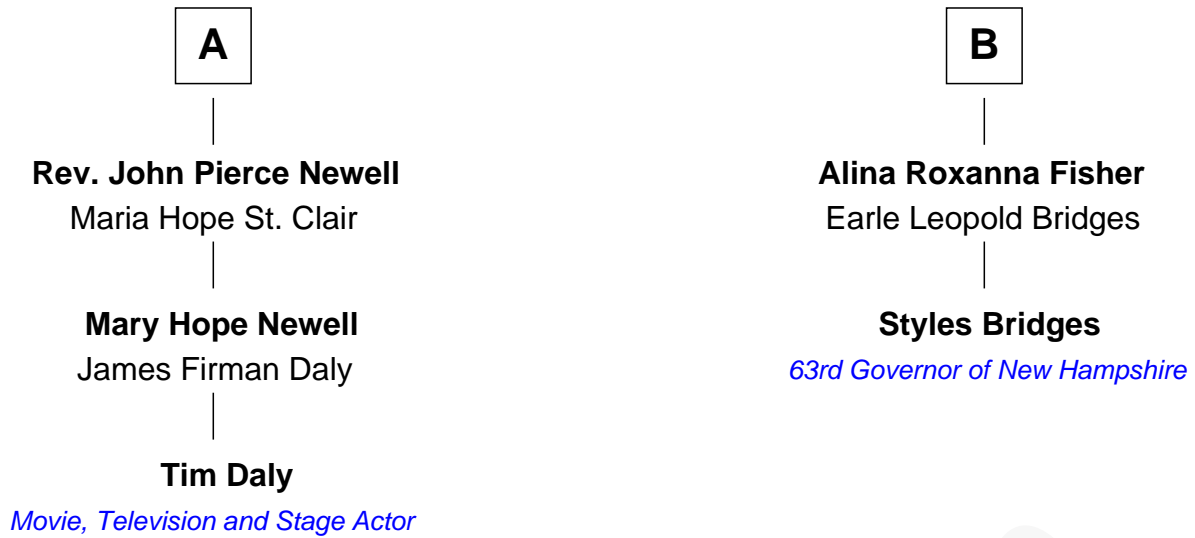 A
Rev. John Pierce Newell
Maria Hope St. Clair
Mary Hope Newell
James Firman Daly
Tim Daly
Movie, Television and Stage Actor
B
Alina Roxanna Fisher
Earle Leopold Bridges
Styles Bridges
63rd Governor of New Hampshire